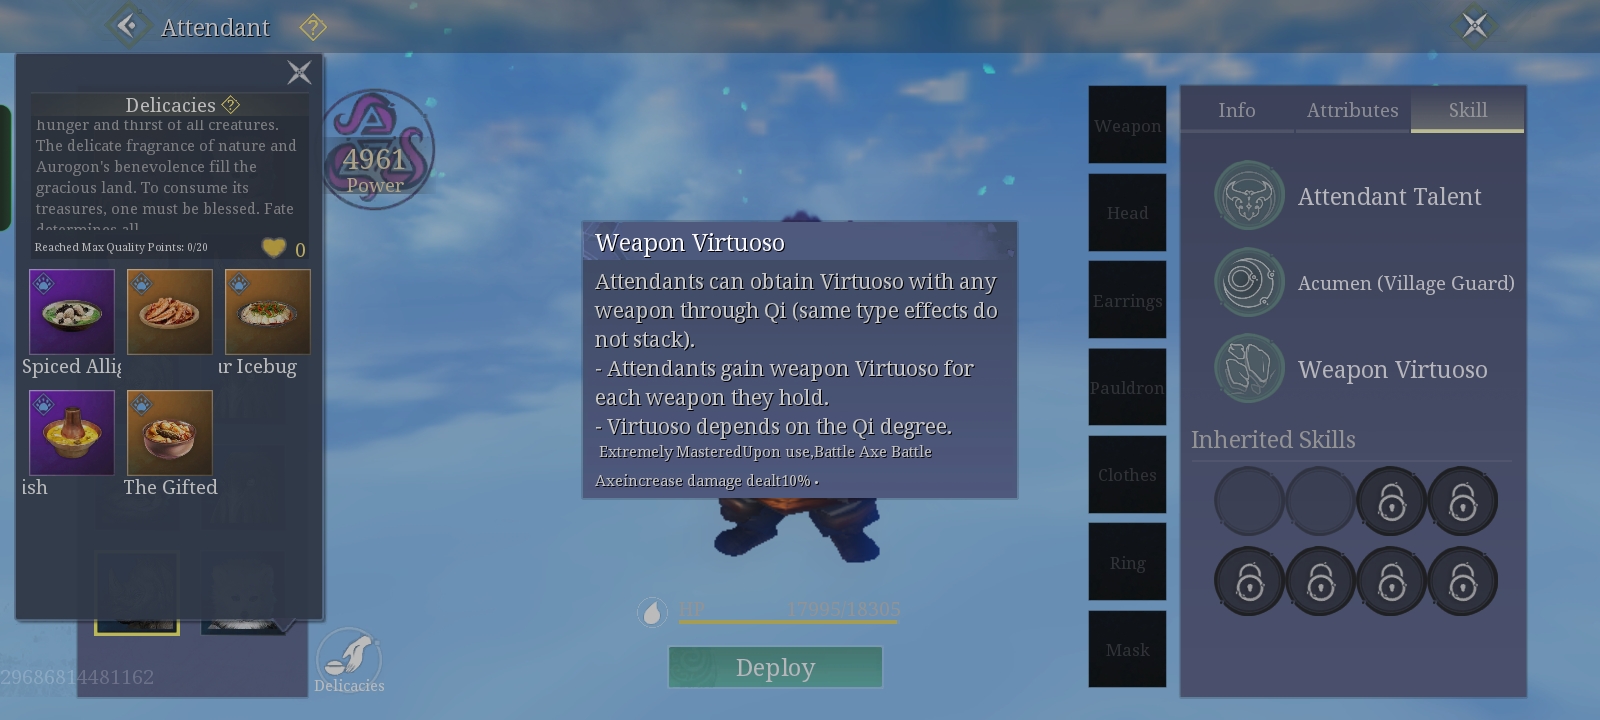 Attendant
Delicacies
hunger and thirst of all creatures.
The delicate fragrance of nature and
Aurogon's benevolence fill the
gracious land. To consume its
treasures, one must be blessed. Fate
determines all.
Reached Max Quality Points: 0/20
0
Spiced Allig
ur Icebug
ish
The Gifted
4961
Power
Weapon Virtuoso
Attendants can obtain Virtuoso with any
weapon through Qi (same type effects do
not stack).
- Attendants gain weapon Virtuoso for
each weapon they hold.
- Virtuoso depends on the Qi degree.
Extremely MasteredUpon use,Battle Axe Battle
Axeincrease damage dealt10% .
HP 17995/18305
Deploy
29686814481162
Delicacies
Weapon
Head
Earrings
Pauldron
Clothes
Ring
Mask
Info Attributes Skill
Attendant Talent
Acumen (Village Guard)
Weapon Virtuoso
Inherited Skills